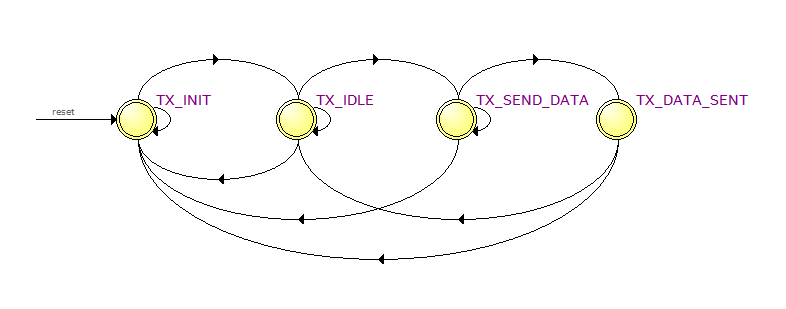 TX_INIT
TX_IDLE
TX_SEND_DATA
TX_DATA_SENT
reset